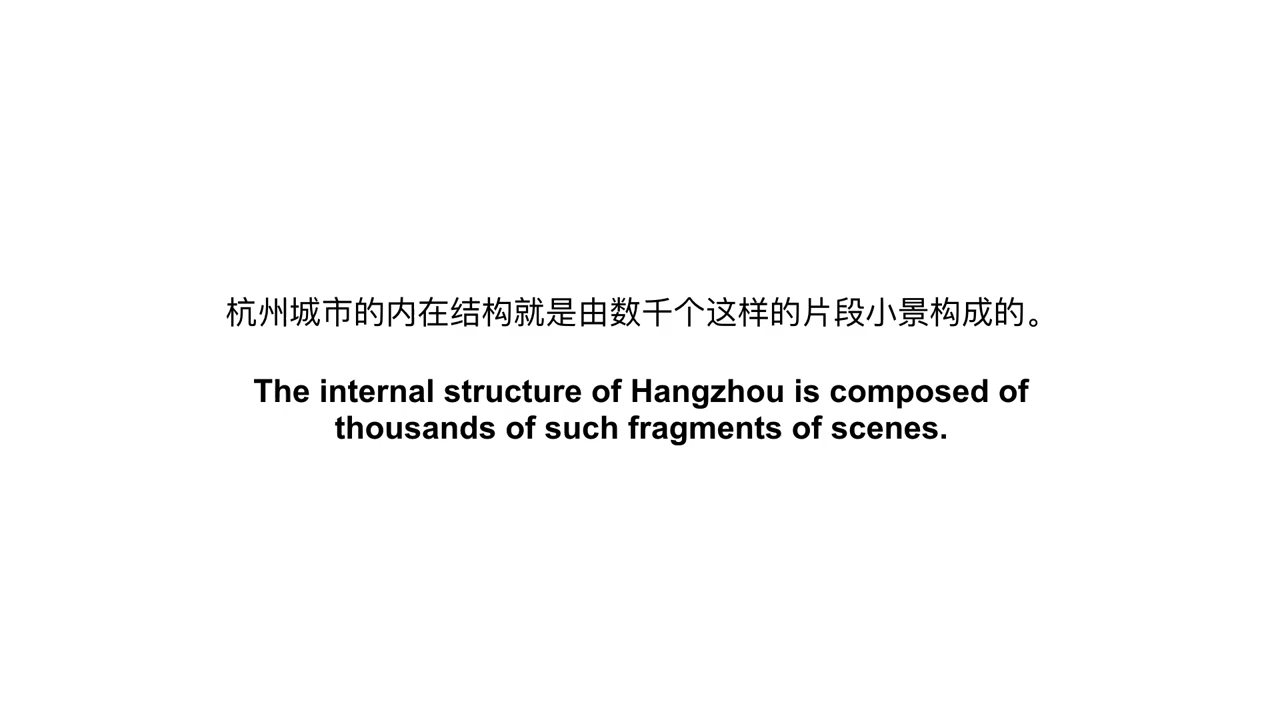 杭州城市的内在结构就是由数千个这样的片段小景构成的。
The internal structure of Hangzhou is composed of
thousands of such fragments of scenes.